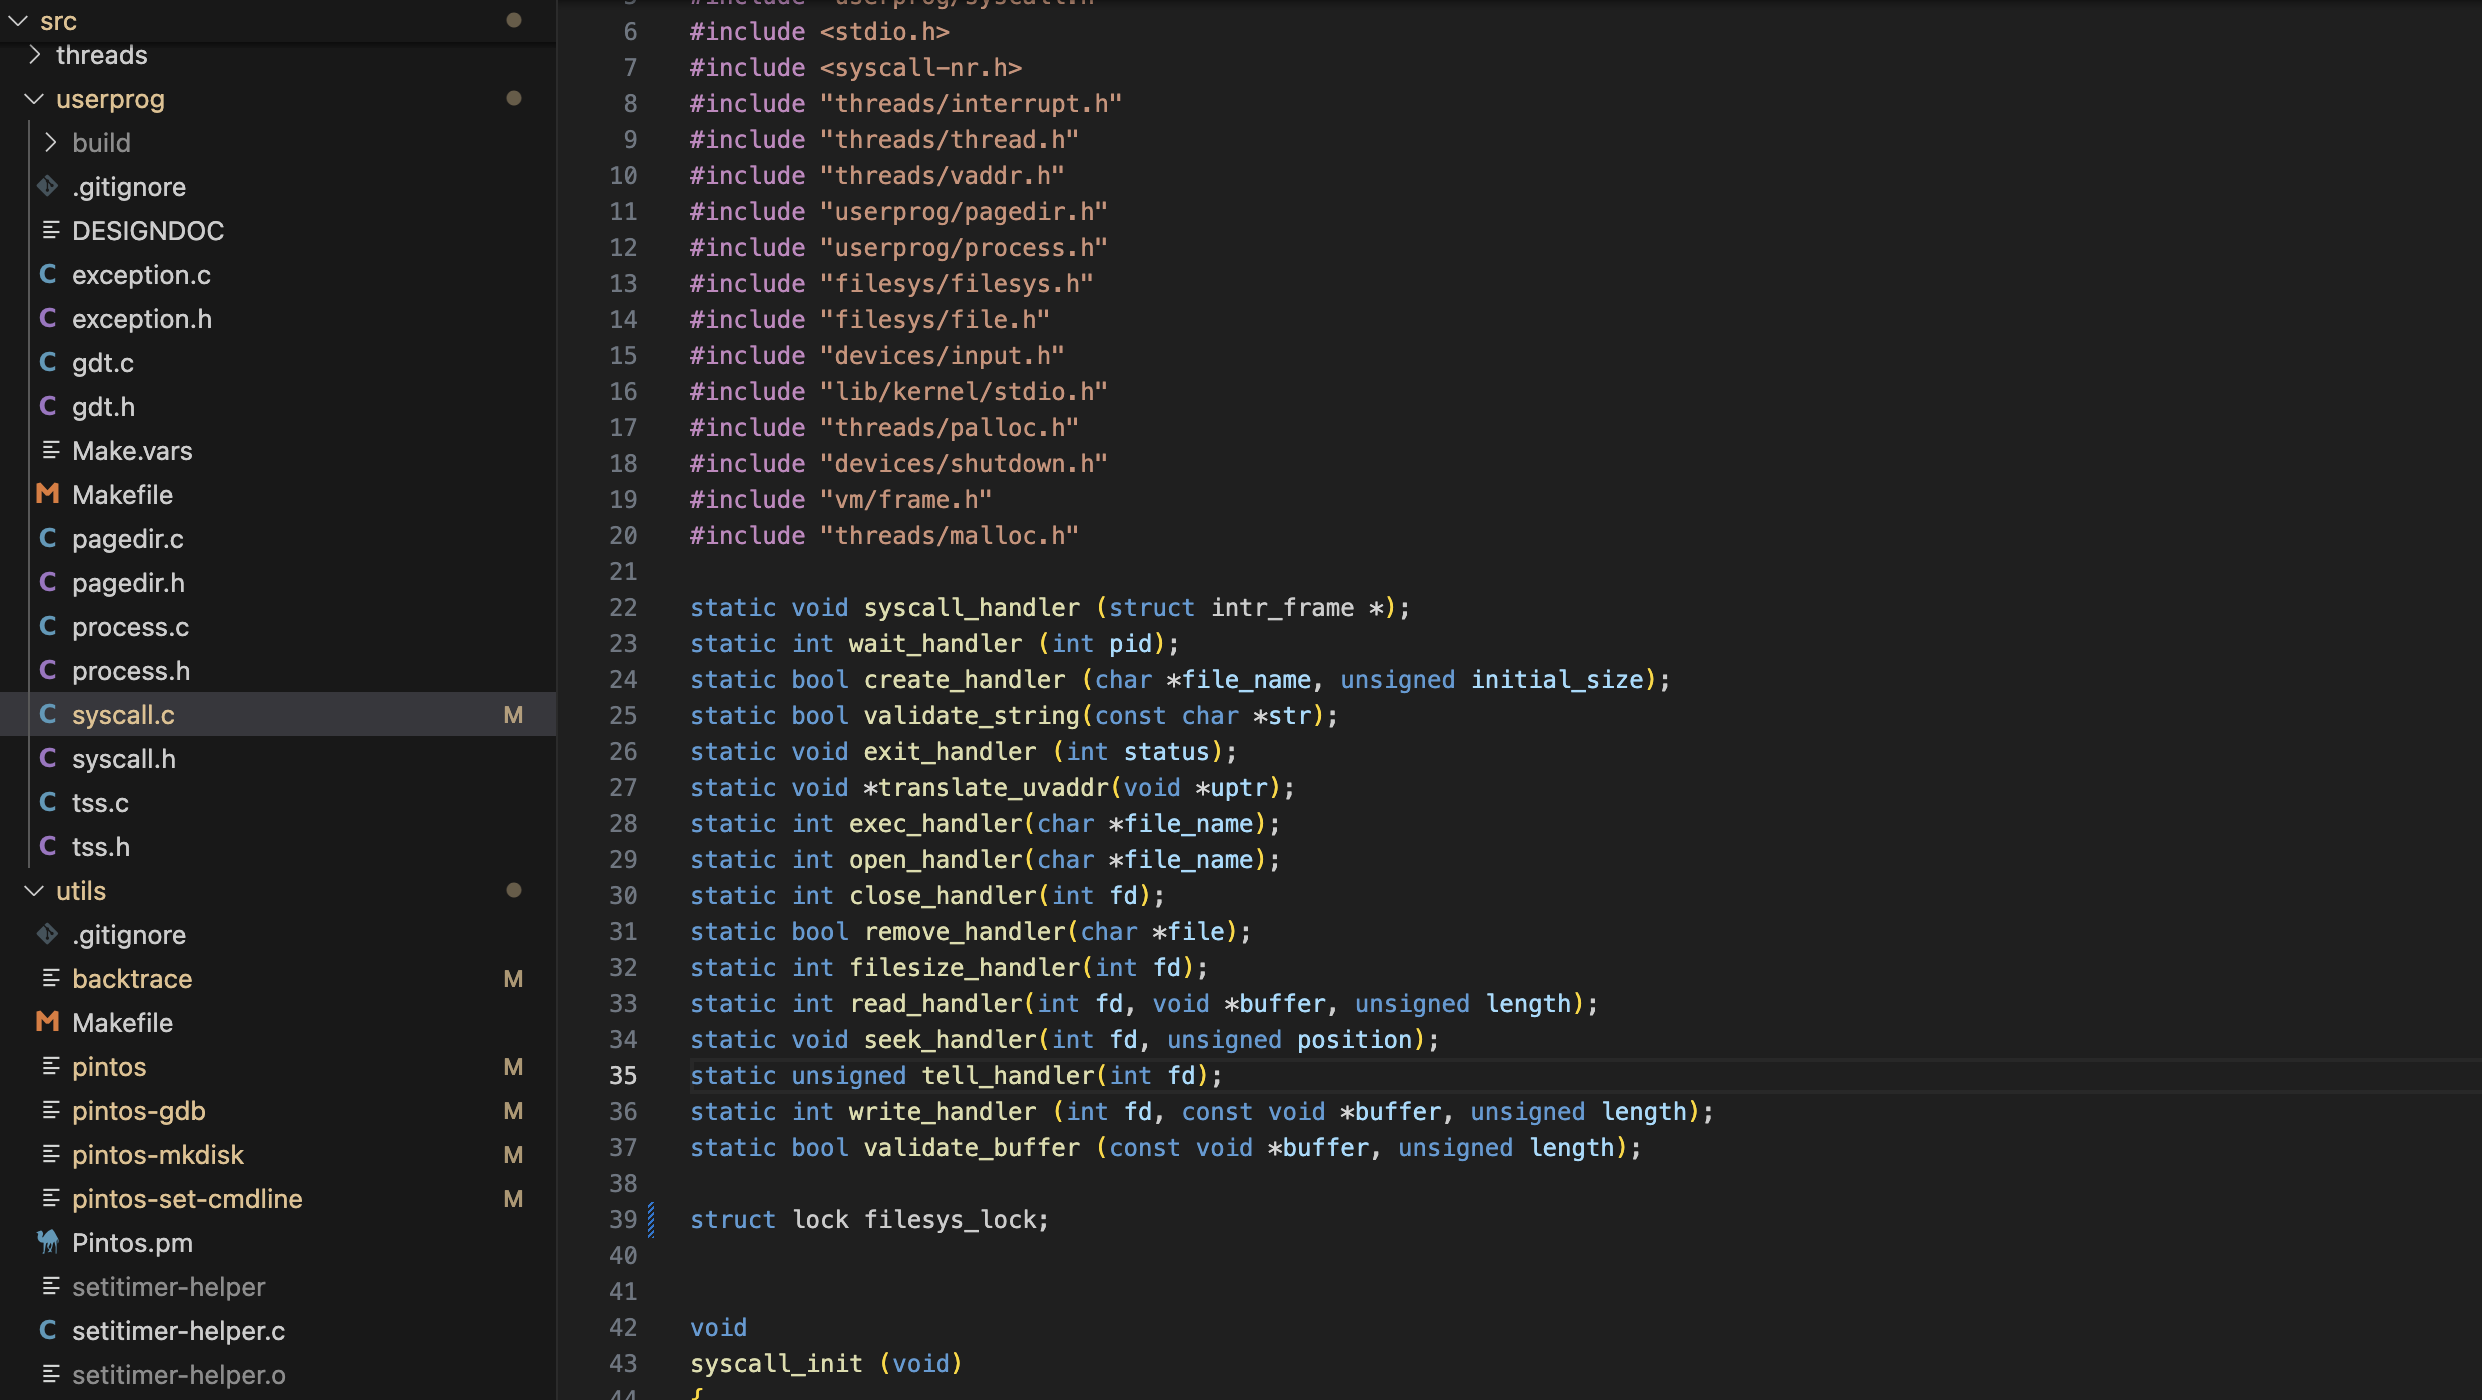 src
threads
userprog
build
.gitignore
DESIGNDOC
C exception.c
C exception.h
C gdt.c
C gdt.h
Make.vars
M Makefile
C pagedir.c
C pagedir.h
C process.c
C process.h
C syscall.c M
C syscall.h
C tss.c
C tss.h
utils
.gitignore
backtrace M
M Makefile
pintos M
pintos-gdb M
pintos-mkdisk M
pintos-set-cmdline M
Pintos.pm
setitimer-helper
C setitimer-helper.c
setitimer-helper.o
5 #include "userprog/syscall.h"
6 #include <stdio.h>
7 #include <syscall-nr.h>
8 #include "threads/interrupt.h"
9 #include "threads/thread.h"
10 #include "threads/vaddr.h"
11 #include "userprog/pagedir.h"
12 #include "userprog/process.h"
13 #include "filesys/filesys.h"
14 #include "filesys/file.h"
15 #include "devices/input.h"
16 #include "lib/kernel/stdio.h"
17 #include "threads/palloc.h"
18 #include "devices/shutdown.h"
19 #include "vm/frame.h"
20 #include "threads/malloc.h"
21
22 static void syscall_handler (struct intr_frame *);
23 static int wait_handler (int pid);
24 static bool create_handler (char *file_name, unsigned initial_size);
25 static bool validate_string(const char *str);
26 static void exit_handler (int status);
27 static void *translate_uvaddr(void *uptr);
28 static int exec_handler(char *file_name);
29 static int open_handler(char *file_name);
30 static int close_handler(int fd);
31 static bool remove_handler(char *file);
32 static int filesize_handler(int fd);
33 static int read_handler(int fd, void *buffer, unsigned length);
34 static void seek_handler(int fd, unsigned position);
35 static unsigned tell_handler(int fd);
36 static int write_handler (int fd, const void *buffer, unsigned length);
37 static bool validate_buffer (const void *buffer, unsigned length);
38
39 struct lock filesys_lock;
40
41
42 void
43 syscall_init (void)
44 {